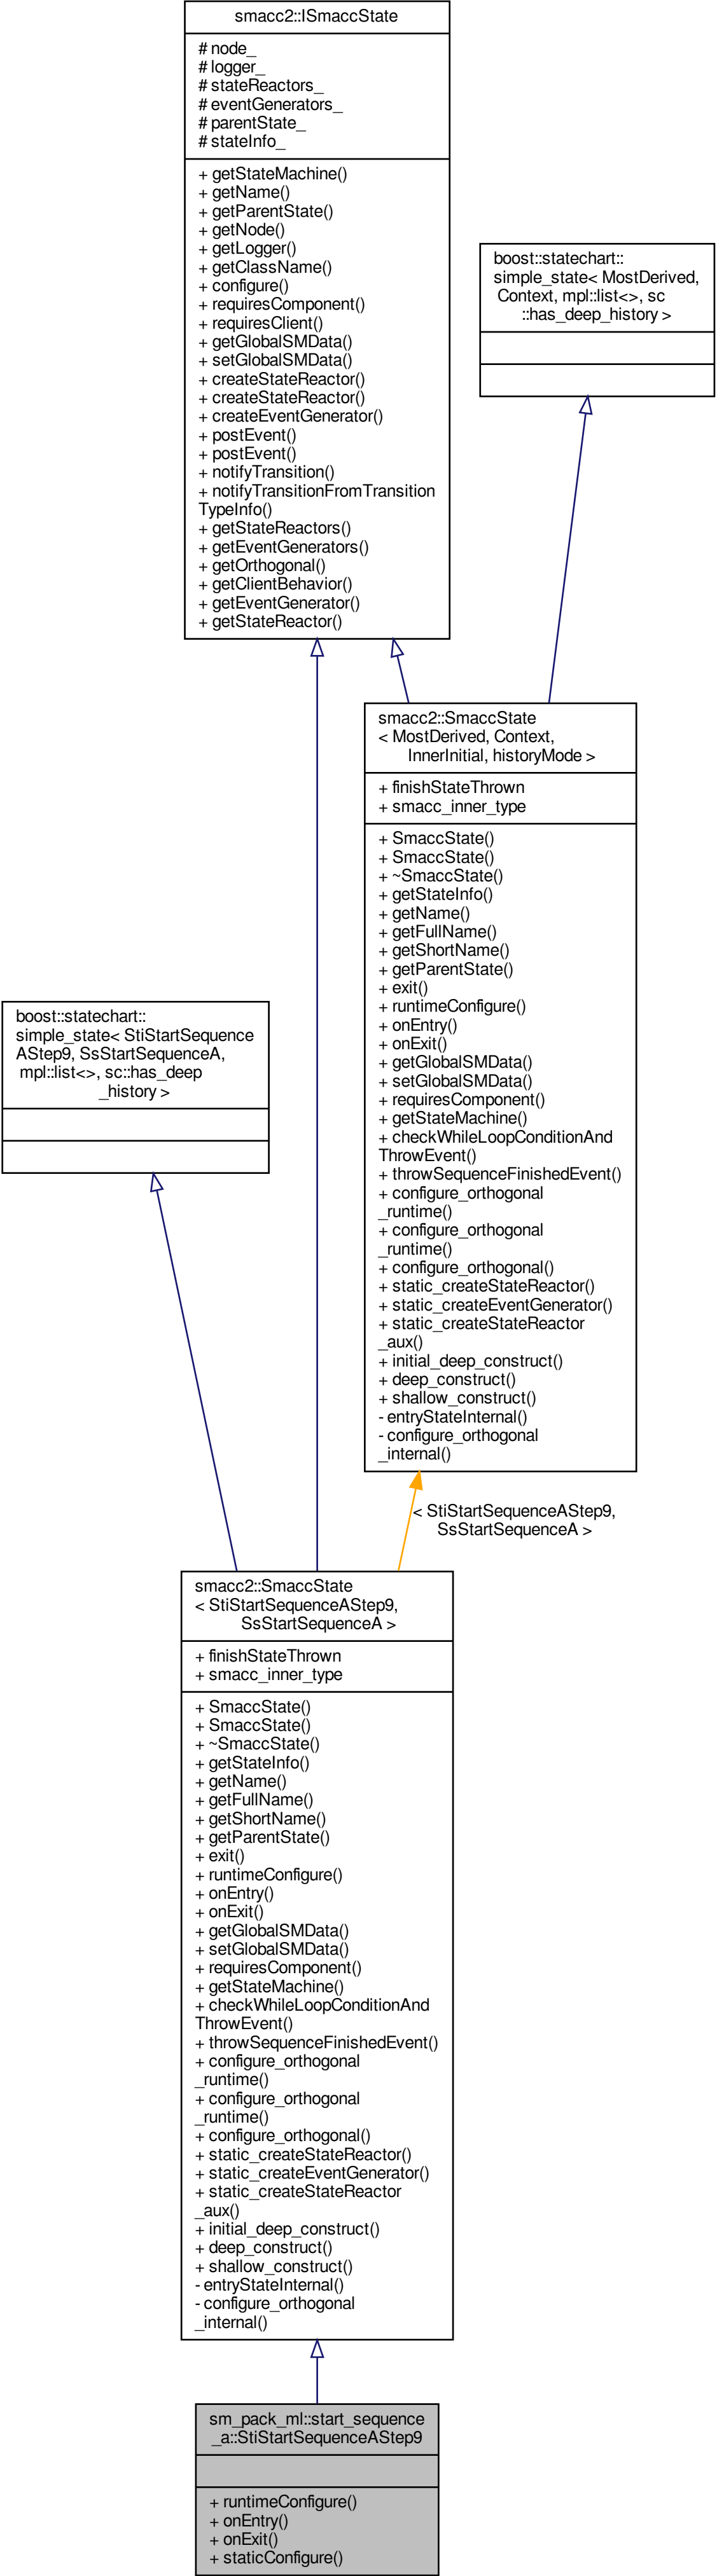 smacc2::ISmaccState
# node_
# logger_
# stateReactors_
# eventGenerators_
# parentState_
# stateInfo_
+ getStateMachine()
+ getName()
+ getParentState()
+ getNode()
+ getLogger()
+ getClassName()
+ configure()
+ requiresComponent()
+ requiresClient()
+ getGlobalSMData()
+ setGlobalSMData()
+ createStateReactor()
+ createStateReactor()
+ createEventGenerator()
+ postEvent()
+ postEvent()
+ notifyTransition()
+ notifyTransitionFromTransition
TypeInfo()
+ getStateReactors()
+ getEventGenerators()
+ getOrthogonal()
+ getClientBehavior()
+ getEventGenerator()
+ getStateReactor()
boost::statechart::
simple_state< MostDerived,
Context, mpl::list<>, sc
::has_deep_history >
smacc2::SmaccState
< MostDerived, Context,
InnerInitial, historyMode >
+ finishStateThrown
+ smacc_inner_type
+ SmaccState()
+ SmaccState()
+ ~SmaccState()
+ getStateInfo()
+ getName()
+ getFullName()
+ getShortName()
+ getParentState()
+ exit()
+ runtimeConfigure()
+ onEntry()
+ onExit()
+ getGlobalSMData()
+ setGlobalSMData()
+ requiresComponent()
+ getStateMachine()
+ checkWhileLoopConditionAnd
ThrowEvent()
+ throwSequenceFinishedEvent()
+ configure_orthogonal
_runtime()
+ configure_orthogonal
_runtime()
+ configure_orthogonal()
+ static_createStateReactor()
+ static_createEventGenerator()
+ static_createStateReactor
_aux()
+ initial_deep_construct()
+ deep_construct()
+ shallow_construct()
- entryStateInternal()
- configure_orthogonal
_internal()
boost::statechart::
simple_state< StiStartSequence
AStep9, SsStartSequenceA,
mpl::list<>, sc::has_deep
_history >
< StiStartSequenceAStep9,
SsStartSequenceA >
smacc2::SmaccState
< StiStartSequenceAStep9,
SsStartSequenceA >
+ finishStateThrown
+ smacc_inner_type
+ SmaccState()
+ SmaccState()
+ ~SmaccState()
+ getStateInfo()
+ getName()
+ getFullName()
+ getShortName()
+ getParentState()
+ exit()
+ runtimeConfigure()
+ onEntry()
+ onExit()
+ getGlobalSMData()
+ setGlobalSMData()
+ requiresComponent()
+ getStateMachine()
+ checkWhileLoopConditionAnd
ThrowEvent()
+ throwSequenceFinishedEvent()
+ configure_orthogonal
_runtime()
+ configure_orthogonal
_runtime()
+ configure_orthogonal()
+ static_createStateReactor()
+ static_createEventGenerator()
+ static_createStateReactor
_aux()
+ initial_deep_construct()
+ deep_construct()
+ shallow_construct()
- entryStateInternal()
- configure_orthogonal
_internal()
sm_pack_ml::start_sequence
_a::StiStartSequenceAStep9
+ runtimeConfigure()
+ onEntry()
+ onExit()
+ staticConfigure()